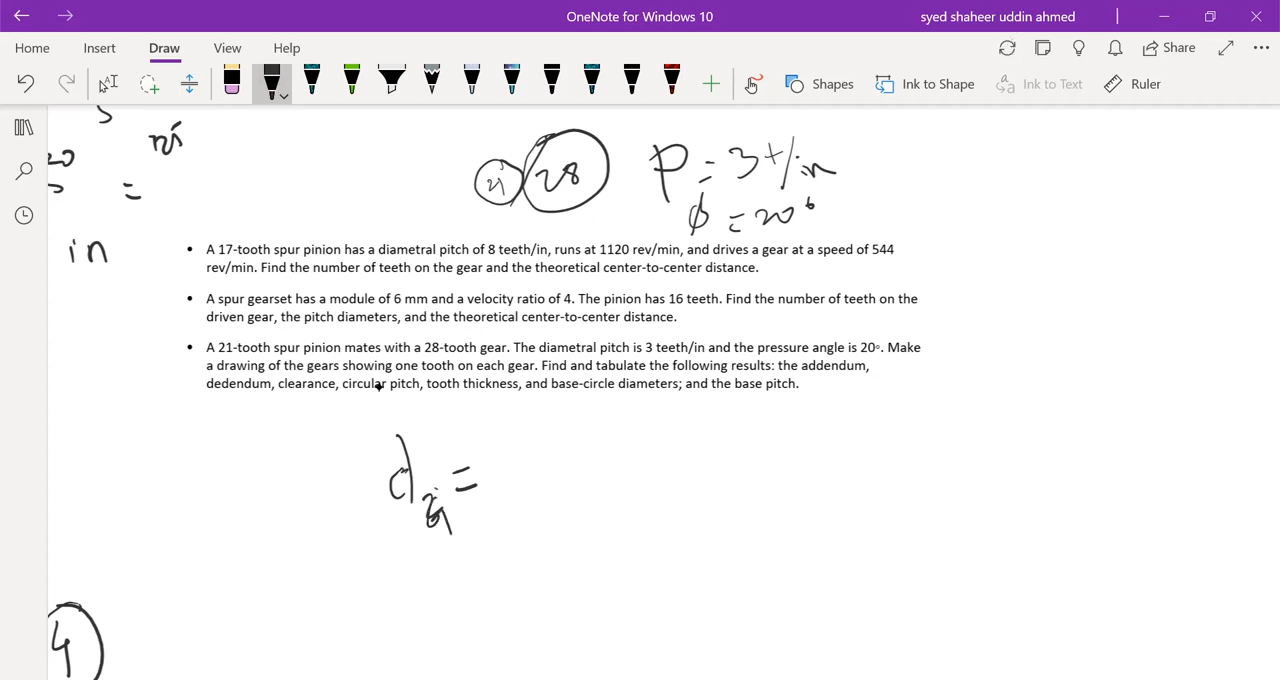 OneNote for Windows 10
syed shaheer uddin ahmed
Home Insert Draw View Help
Share
Shapes Ink to Shape Ink to Text Ruler
20
=
in
21 28
P = 3 t/in
ϕ = 20°
• A 17-tooth spur pinion has a diametral pitch of 8 teeth/in, runs at 1120 rev/min, and drives a gear at a speed of 544
rev/min. Find the number of teeth on the gear and the theoretical center-to-center distance.
• A spur gearset has a module of 6 mm and a velocity ratio of 4. The pinion has 16 teeth. Find the number of teeth on the
driven gear, the pitch diameters, and the theoretical center-to-center distance.
• A 21-tooth spur pinion mates with a 28-tooth gear. The diametral pitch is 3 teeth/in and the pressure angle is 20◦. Make
a drawing of the gears showing one tooth on each gear. Find and tabulate the following results: the addendum,
dedendum, clearance, circular pitch, tooth thickness, and base-circle diameters; and the base pitch.
d =
4